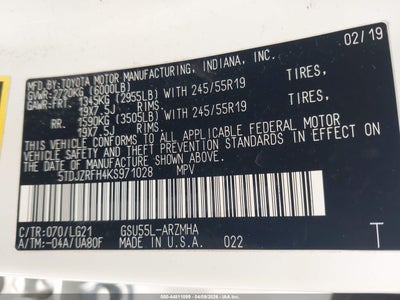 MFD.BY:TOYOTA MOTOR MANUFACTURING, INDIANA, INC. 02/19
GVWR:2720KG (6000LB)
GAWR:FRT. 1345KG (2955LB) WITH 245/55R19 TIRES,
19X7.5J RIMS,
RR. 1590KG (3505LB) WITH 245/55R19 TIRES,
19X7.5J RIMS.
THIS VEHICLE CONFORMS TO ALL APPLICABLE FEDERAL MOTOR
VEHICLE SAFETY AND BUMPER STANDARDS IN EFFECT ON
THE DATE OF MANUFACTURE SHOWN ABOVE.
5TDJZRFH4KS971028 MPV
C/TR:070/LG21 GSU55L-ARZMHA T
A/TM:-04A/UA80F MADE IN U.S.A. 022